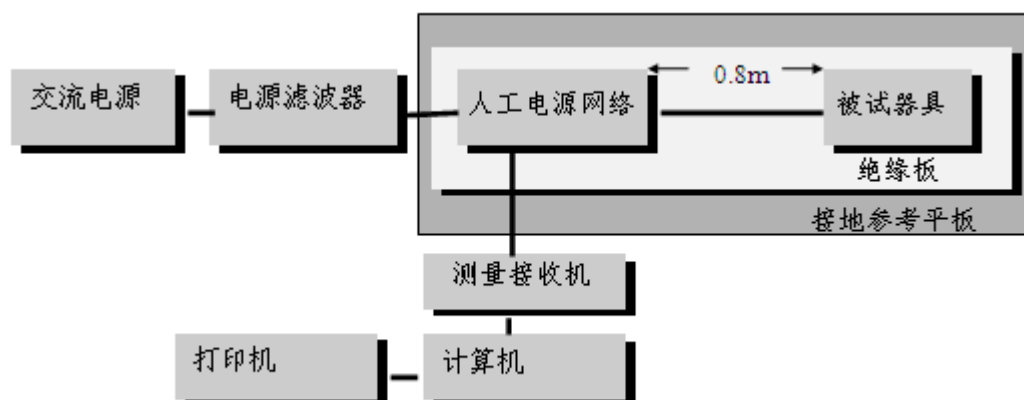 交流电源
电源滤波器
人工电源网络
0.8m
被试器具
绝缘板
接地参考平板
测量接收机
打印机
计算机